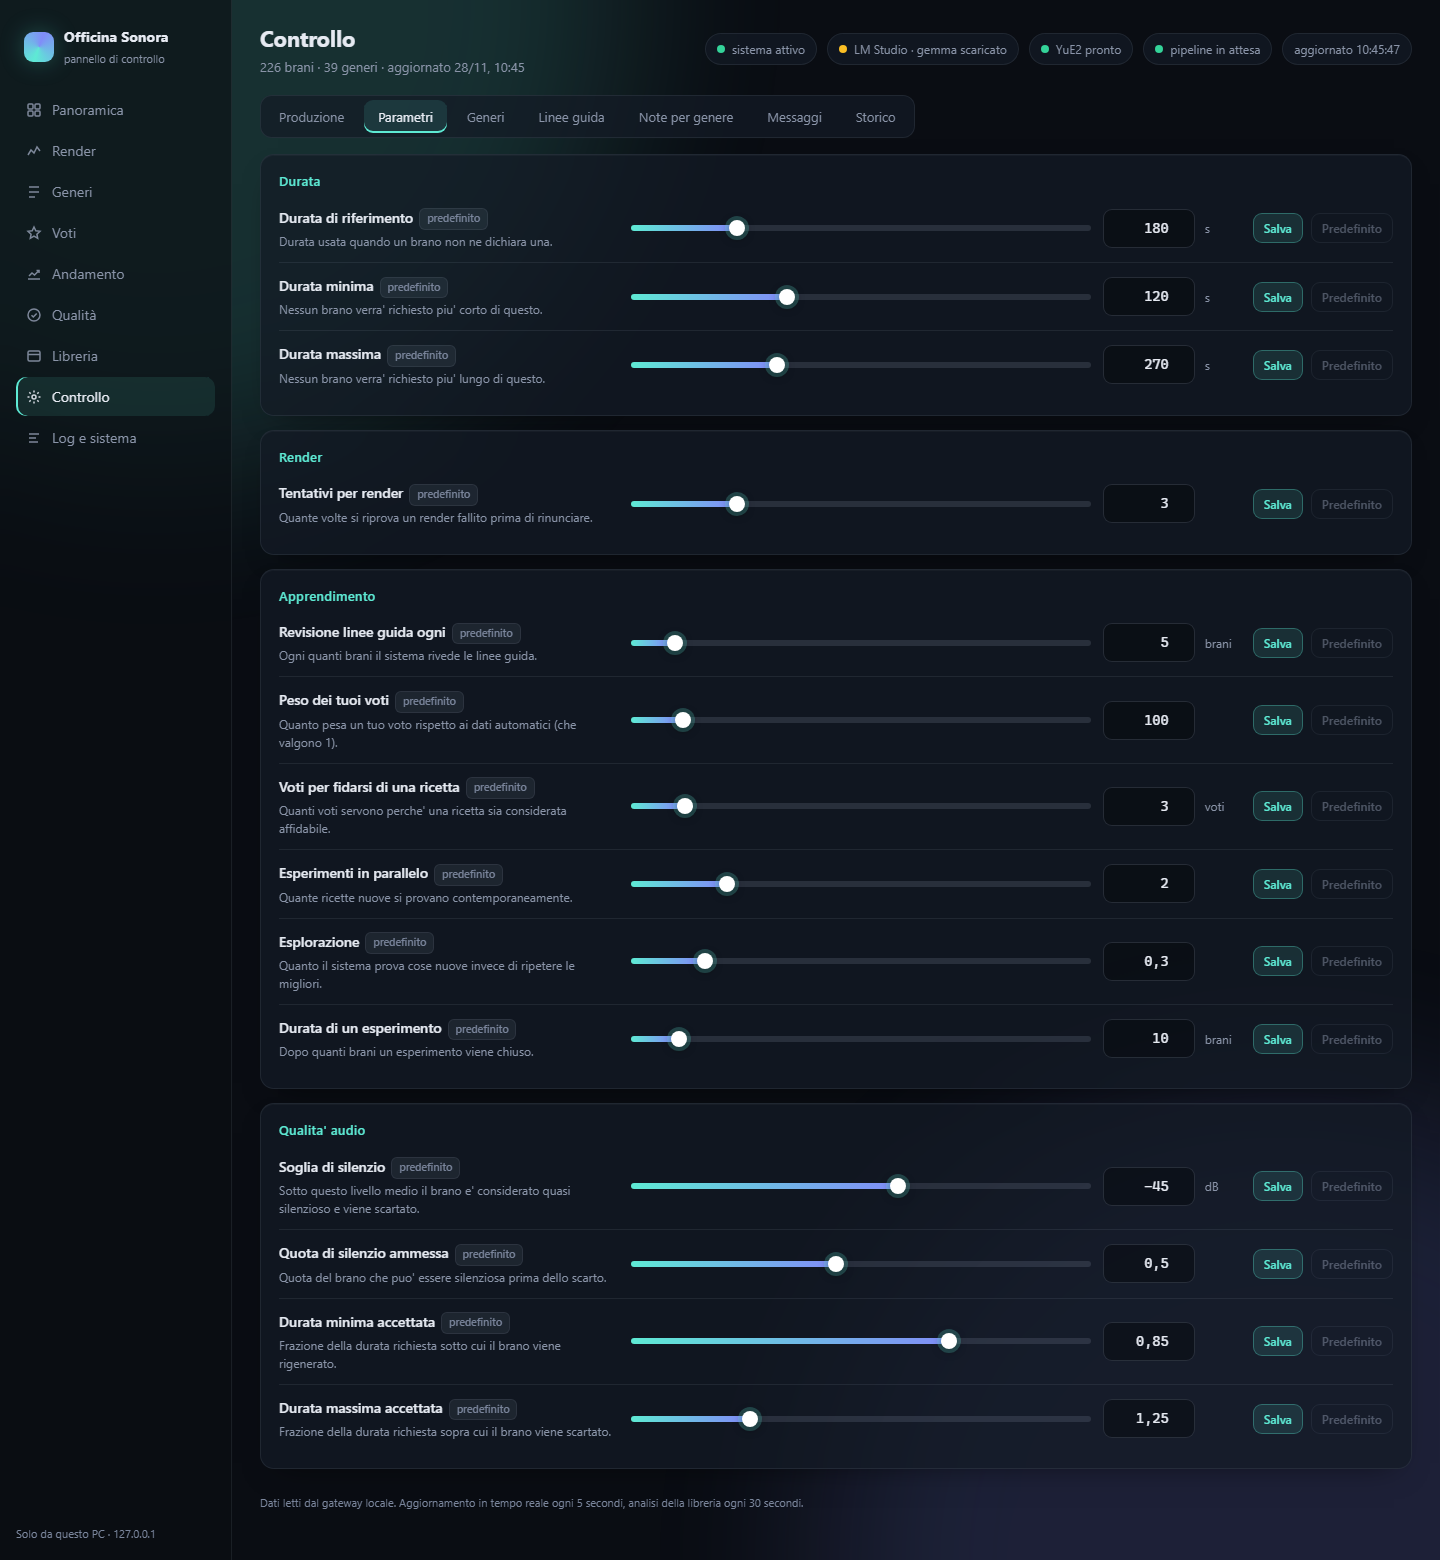 Officina Sonora
pannello di controllo
Panoramica
Render
Generi
Voti
Andamento
Qualità
Libreria
Controllo
Log e sistema
Solo da questo PC · 127.0.0.1
Controllo
226 brani · 39 generi · aggiornato 28/11, 10:45
sistema attivo
LM Studio · gemma scaricato
YuE2 pronto
pipeline in attesa
aggiornato 10:45:47
Produzione
Parametri
Generi
Linee guida
Note per genere
Messaggi
Storico
Durata
Durata di riferimento predefinito
Durata usata quando un brano non ne dichiara una.
180 s Salva Predefinito
Durata minima predefinito
Nessun brano verra' richiesto piu' corto di questo.
120 s Salva Predefinito
Durata massima predefinito
Nessun brano verra' richiesto piu' lungo di questo.
270 s Salva Predefinito
Render
Tentativi per render predefinito
Quante volte si riprova un render fallito prima di rinunciare.
3 Salva Predefinito
Apprendimento
Revisione linee guida ogni predefinito
Ogni quanti brani il sistema rivede le linee guida.
5 brani Salva Predefinito
Peso dei tuoi voti predefinito
Quanto pesa un tuo voto rispetto ai dati automatici (che
valgono 1).
100 Salva Predefinito
Voti per fidarsi di una ricetta predefinito
Quanti voti servono perche' una ricetta sia considerata
affidabile.
3 voti Salva Predefinito
Esperimenti in parallelo predefinito
Quante ricette nuove si provano contemporaneamente.
2 Salva Predefinito
Esplorazione predefinito
Quanto il sistema prova cose nuove invece di ripetere le
migliori.
0,3 Salva Predefinito
Durata di un esperimento predefinito
Dopo quanti brani un esperimento viene chiuso.
10 brani Salva Predefinito
Qualita' audio
Soglia di silenzio predefinito
Sotto questo livello medio il brano e' considerato quasi
silenzioso e viene scartato.
−45 dB Salva Predefinito
Quota di silenzio ammessa predefinito
Quota del brano che puo' essere silenziosa prima dello scarto.
0,5 Salva Predefinito
Durata minima accettata predefinito
Frazione della durata richiesta sotto cui il brano viene
rigenerato.
0,85 Salva Predefinito
Durata massima accettata predefinito
Frazione della durata richiesta sopra cui il brano viene scartato.
1,25 Salva Predefinito
Dati letti dal gateway locale. Aggiornamento in tempo reale ogni 5 secondi, analisi della libreria ogni 30 secondi.